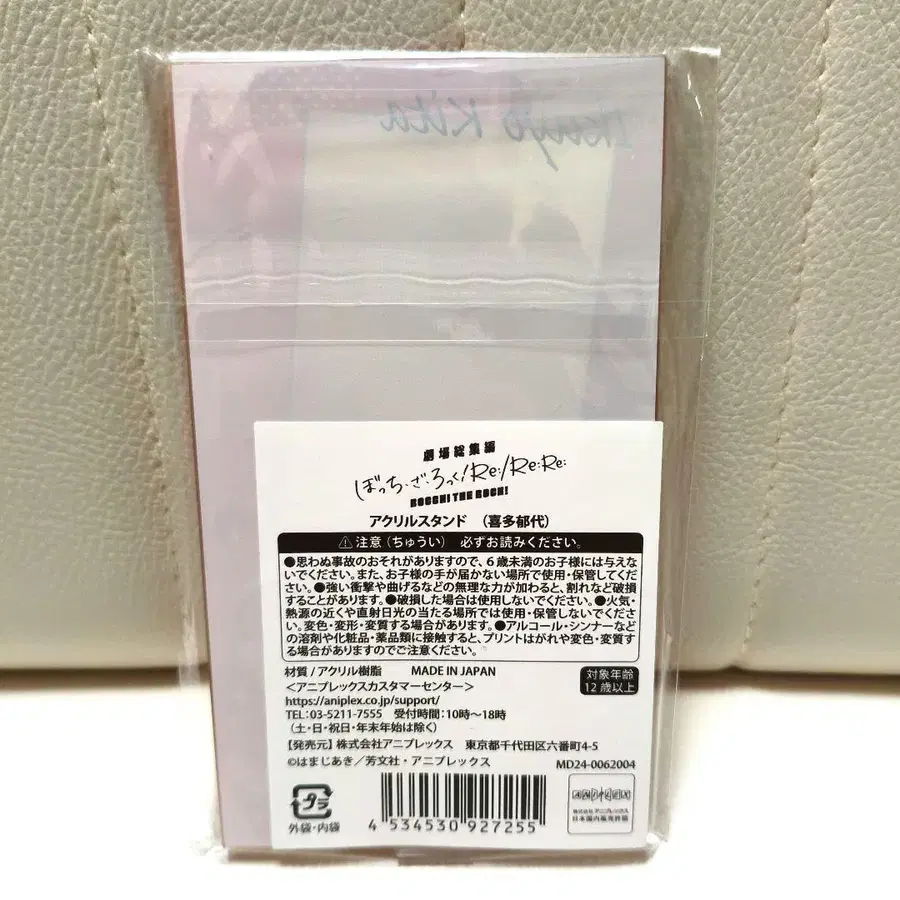 Ikuyo Kita
劇場総集編
ぼっち・ざ・ろっく!Re:/Re:Re:
BOCCHI THE ROCK!
アクリルスタンド (喜多郁代)
⚠注意(ちゅうい) 必ずお読みください。
●思わぬ事故のおそれがありますので、6歳未満のお子様には与えな
いでください。また、お子様の手が届かない場所で使用・保管してくだ
さい。●強い衝撃や曲げるなどの無理な力が加わると、割れなど破損
することがあります。●破損した場合は使用しないでください。●火気・
熱源の近くや直射日光の当たる場所では使用・保管しないでくださ
い。変色・変形・変質する場合があります。●アルコール・シンナーなど
の溶剤や化粧品・薬品類に接触すると、プリントはがれや変色・変質す
る場合がありますのでご注意ください。
材質/アクリル樹脂 MADE IN JAPAN
<アニプレックスカスタマーセンター>
https://aniplex.co.jp/support/
TEL:03-5211-7555 受付時間:10時～18時
(土・日・祝日・年末年始は除く)
対象年齢
12歳以上
【発売元】株式会社アニプレックス 東京都千代田区六番町4-5
©はまじあき/芳文社・アニプレックス
MD24-0062004
プラ
外袋・内袋
4 534530 927255
ANIPLEX
株式会社アニプレックス
日本国内販売許諾